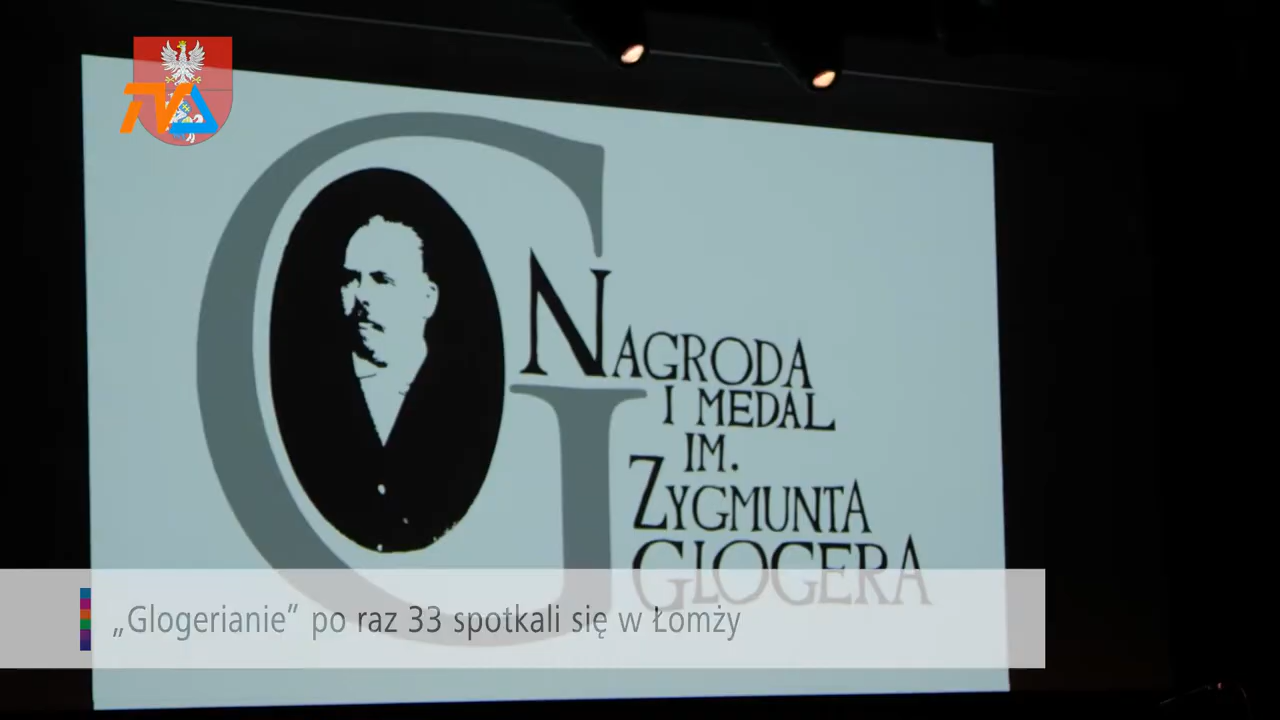 NAGRODA
I MEDAL
IM.
ZYGMUNTA
GLOGERA
„Glogerianie” po raz 33 spotkali się w Łomży